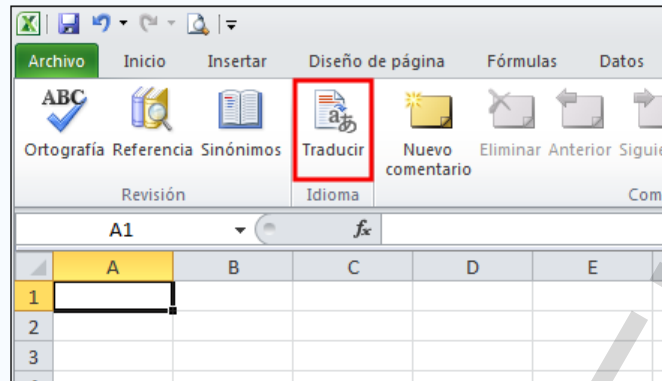 Archivo Inicio Insertar Diseño de página Fórmulas Datos
ABC
Ortografía Referencia Sinónimos Traducir Nuevo comentario Eliminar Anterior
Revisión Idioma
A1 fx
A B C D E
1
2
3